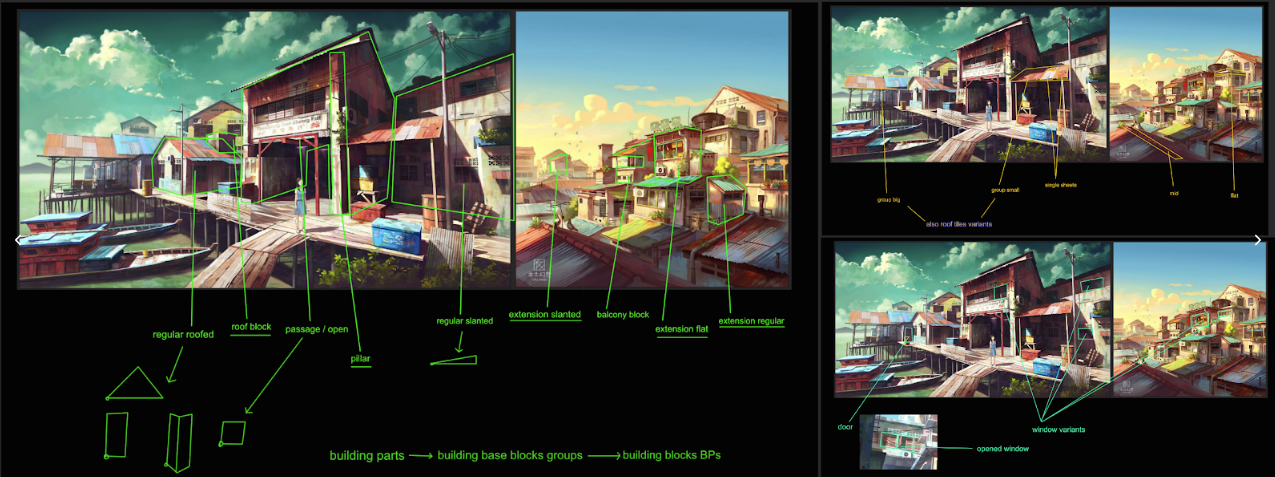 regular roofed
roof block
passage / open
pillar
regular slanted
extension slanted
balcony block
extension flat
extension regular
building parts
building base blocks groups
building blocks BPs
group big
group small
single sheets
mid
flat
also roof tiles variants
door
opened window
window variants